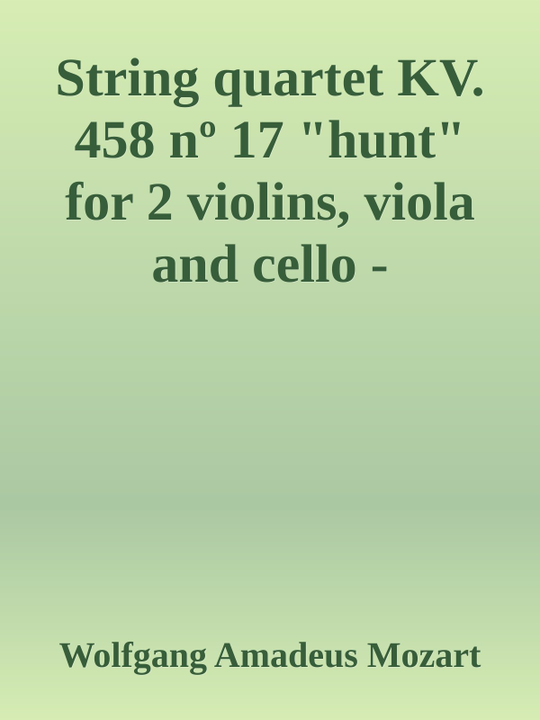 String quartet KV.
458 nº 17 "hunt"
for 2 violins, viola
and cello -
Wolfgang Amadeus Mozart